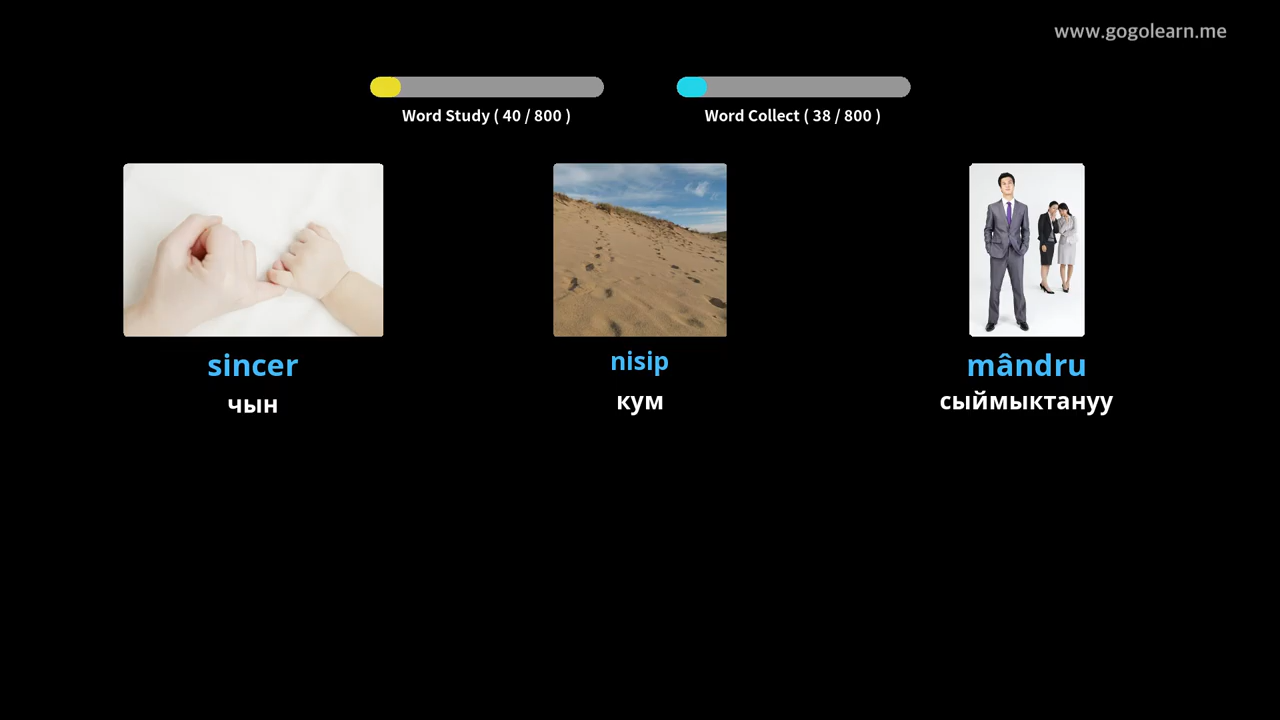 www.gogolearn.me
Word Study ( 40 / 800 )
Word Collect ( 38 / 800 )
sincer
чын
nisip
кум
mândru
сыймыктануу